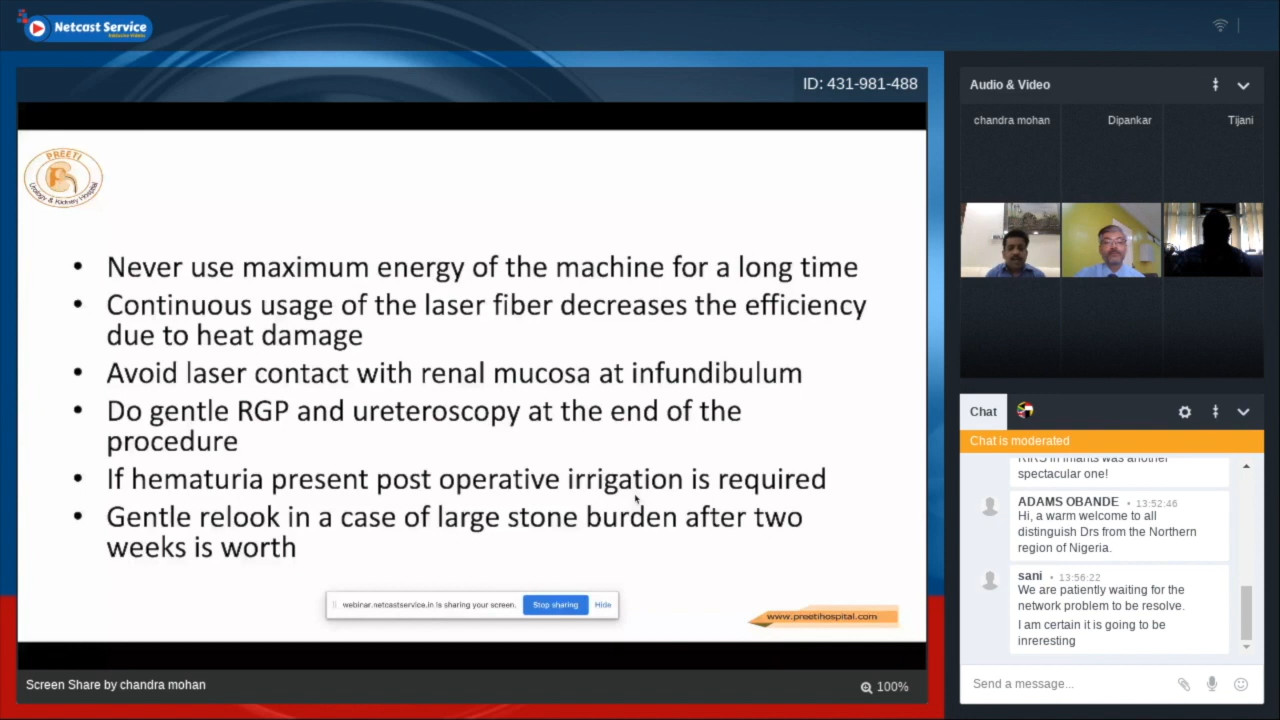 Netcast Service
ID: 431-981-488
PREETI
Urology & Kidney Hospital
• Never use maximum energy of the machine for a long time
• Continuous usage of the laser fiber decreases the efficiency
due to heat damage
• Avoid laser contact with renal mucosa at infundibulum
• Do gentle RGP and ureteroscopy at the end of the
procedure
• If hematuria present post operative irrigation is required
• Gentle relook in a case of large stone burden after two
weeks is worth
webinar.netcastservice.in is sharing your screen. Stop sharing Hide
www.preetihospital.com
Screen Share by chandra mohan
100%
Audio & Video
chandra mohan Dipankar Tijani
Chat
Chat is moderated
RIRS in infants was another
spectacular one!
ADAMS OBANDE • 13:52:46
Hi, a warm welcome to all
distinguish Drs from the Northern
region of Nigeria.
sani • 13:56:22
We are patiently waiting for the
network problem to be resolve.
I am certain it is going to be
inreresting
Send a message...